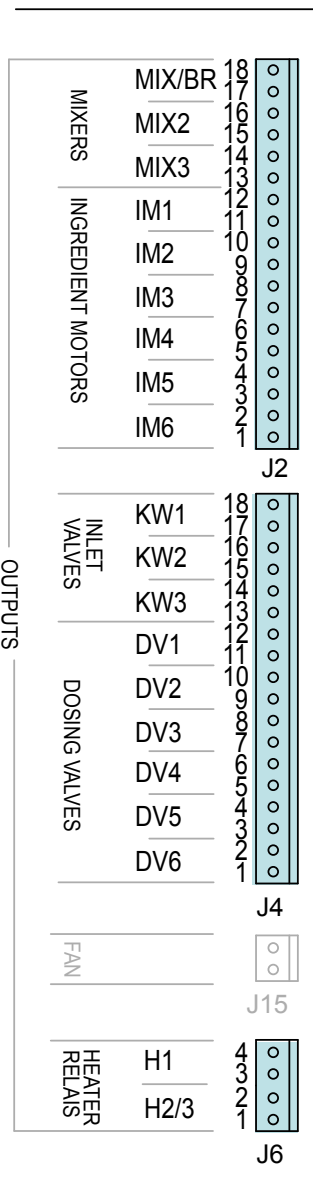 OUTPUTS
MIXERS
MIX/BR 18
17
MIX2 16
15
MIX3 14
13
INGREDIENT MOTORS
IM1 12
11
IM2 10
9
IM3 8
7
IM4 6
5
IM5 4
3
IM6 2
1
J2
INLET
VALVES
KW1 18
17
KW2 16
15
KW3 14
13
DOSING VALVES
DV1 12
11
DV2 10
9
DV3 8
7
DV4 6
5
DV5 4
3
DV6 2
1
J4
FAN
J15
HEATER
RELAIS
H1 4
3
H2/3 2
1
J6